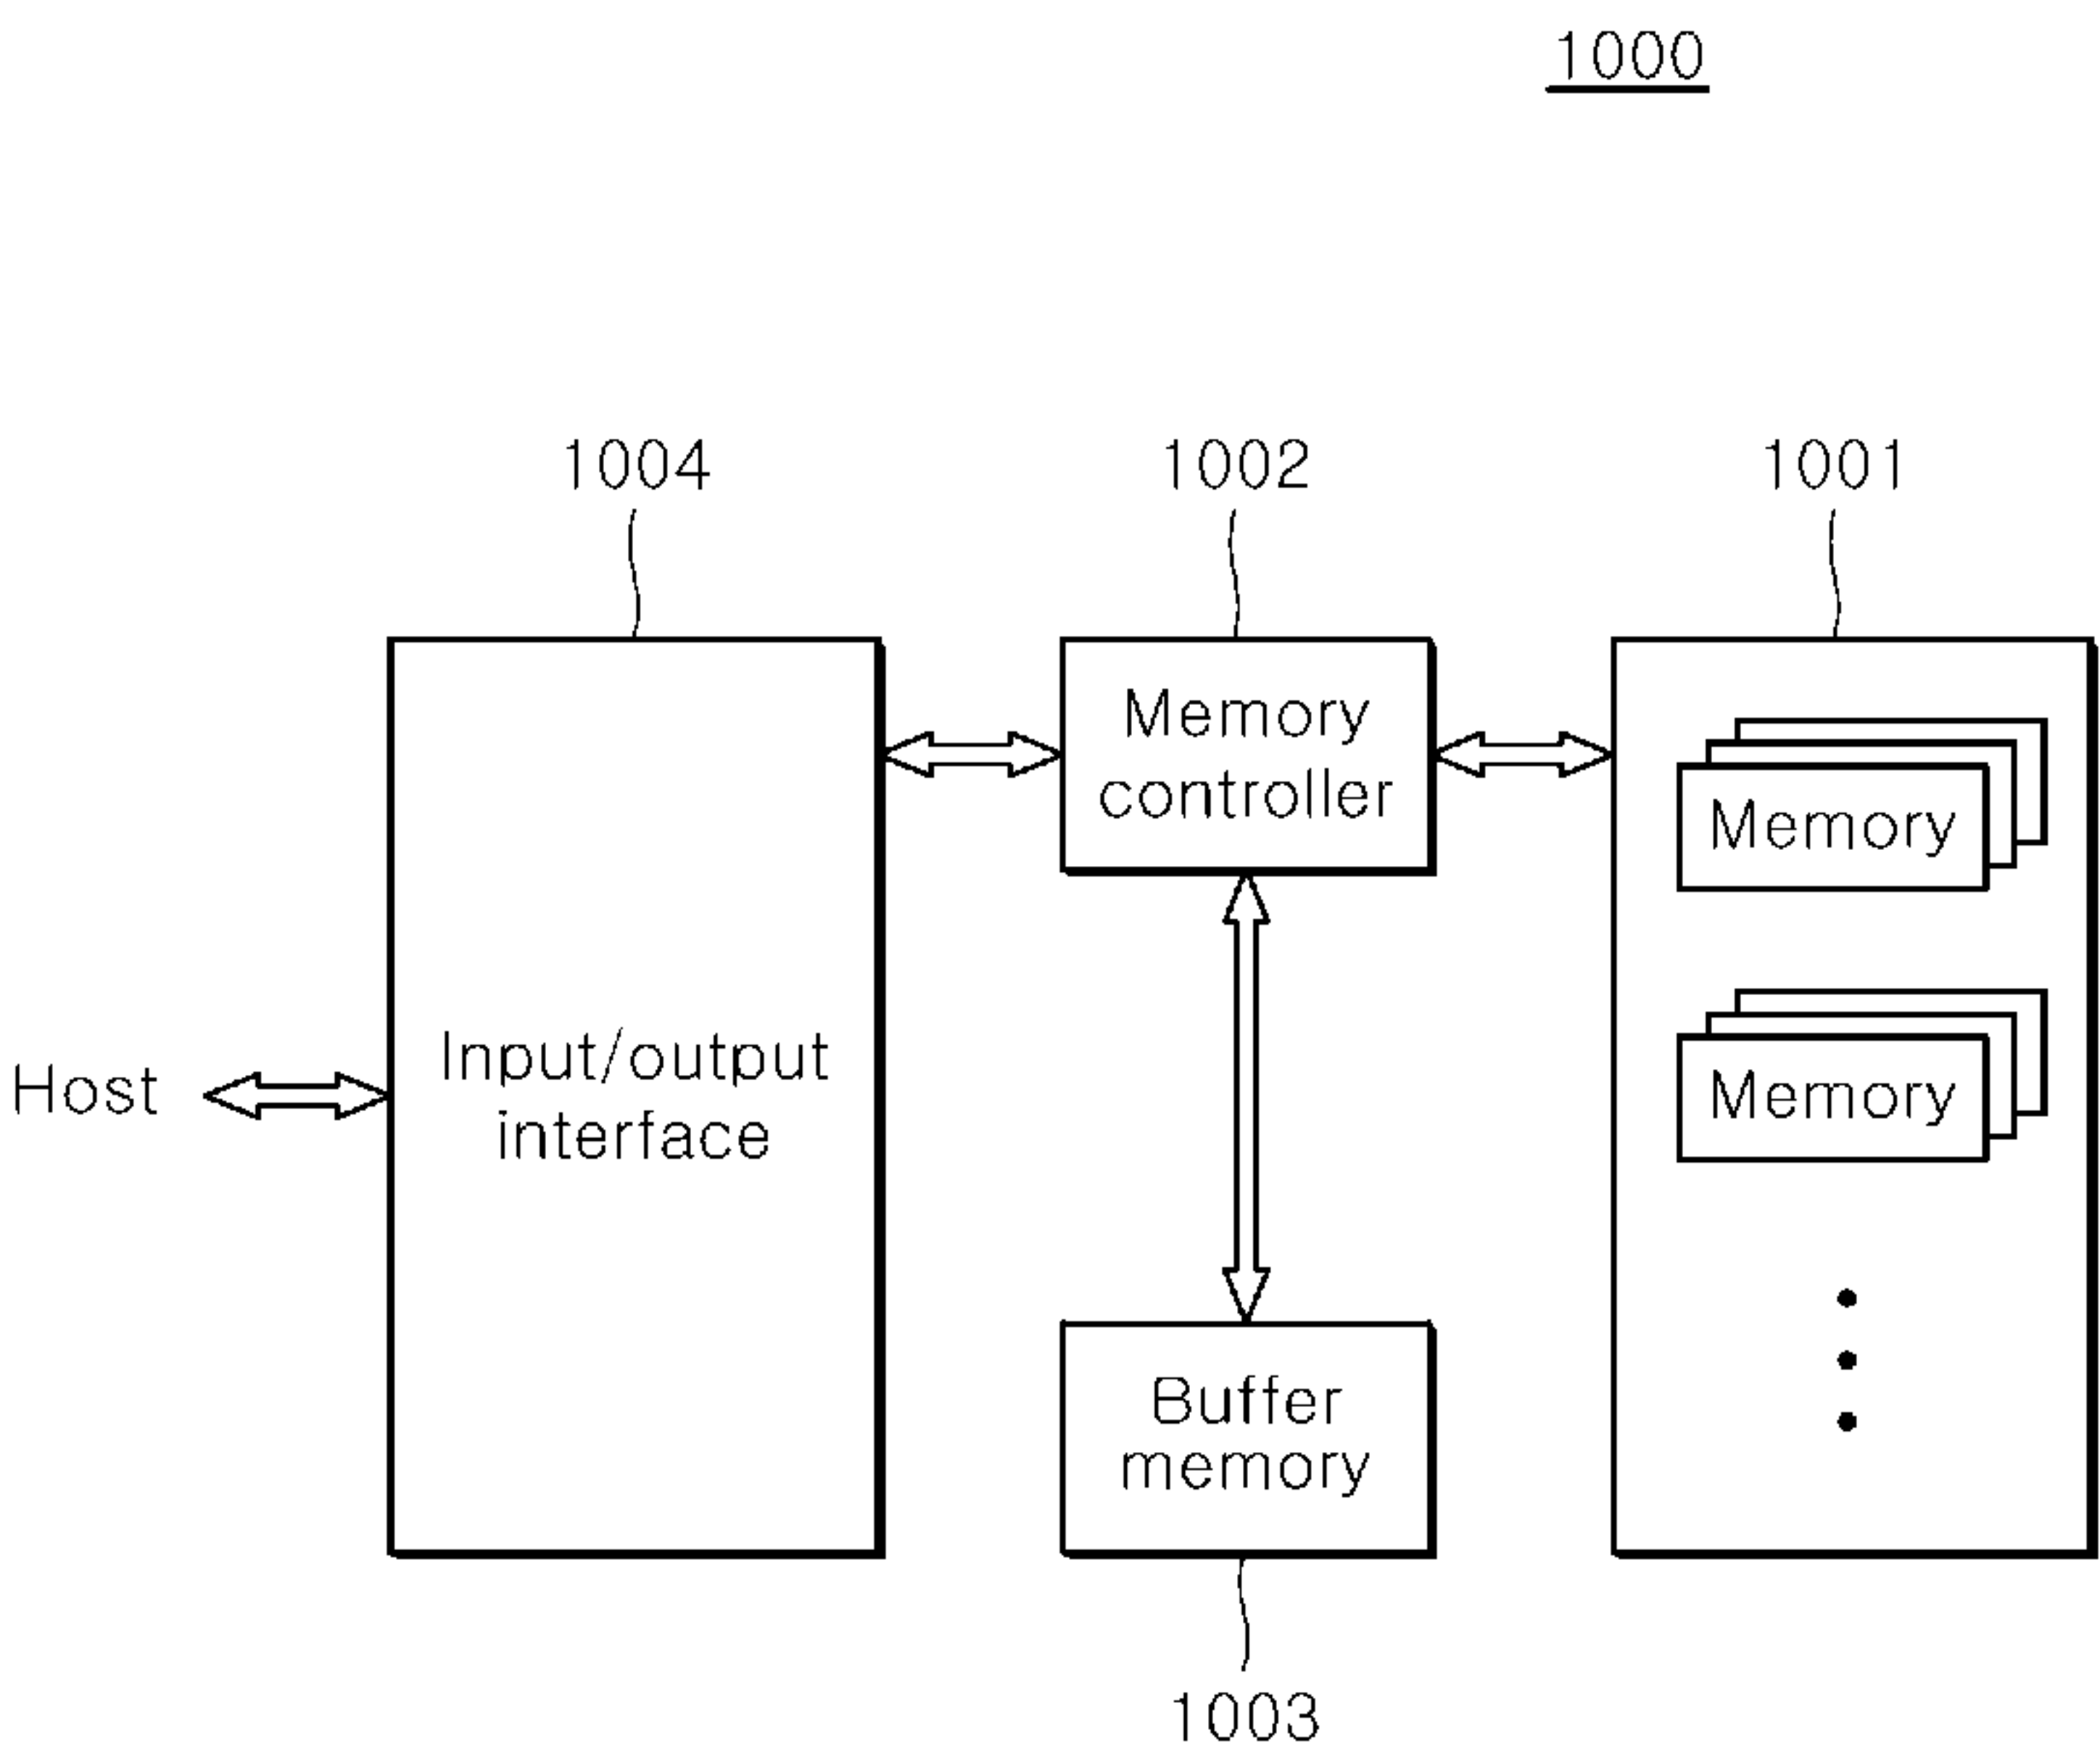 1000
1004
1002
1001
Memory
controller
Memory
Input/output
interface
Host
Memory
Buffer
memory
1003